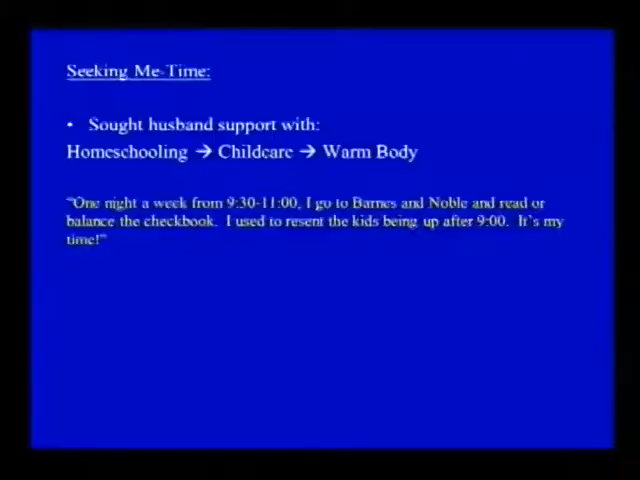 Seeking Me-Time:
• Sought husband support with:
Homeschooling → Childcare → Warm Body
"One night a week from 9:30-11:00, I go to Barnes and Noble and read or
balance the checkbook. I used to resent the kids being up after 9:00. It's my
time!"